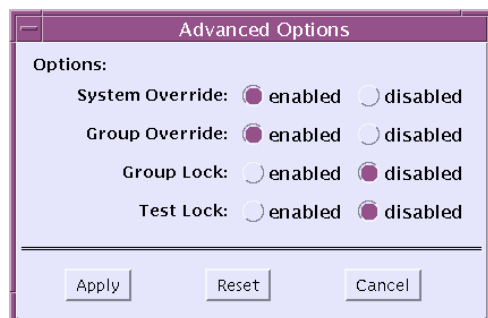 Advanced Options
Options:
System Override: enabled disabled
Group Override: enabled disabled
Group Lock: enabled disabled
Test Lock: enabled disabled
Apply Reset Cancel